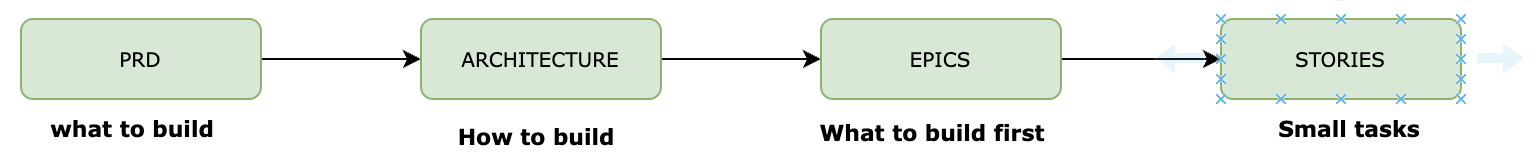 PRD
ARCHITECTURE
EPICS
STORIES
what to build
How to build
What to build first
Small tasks